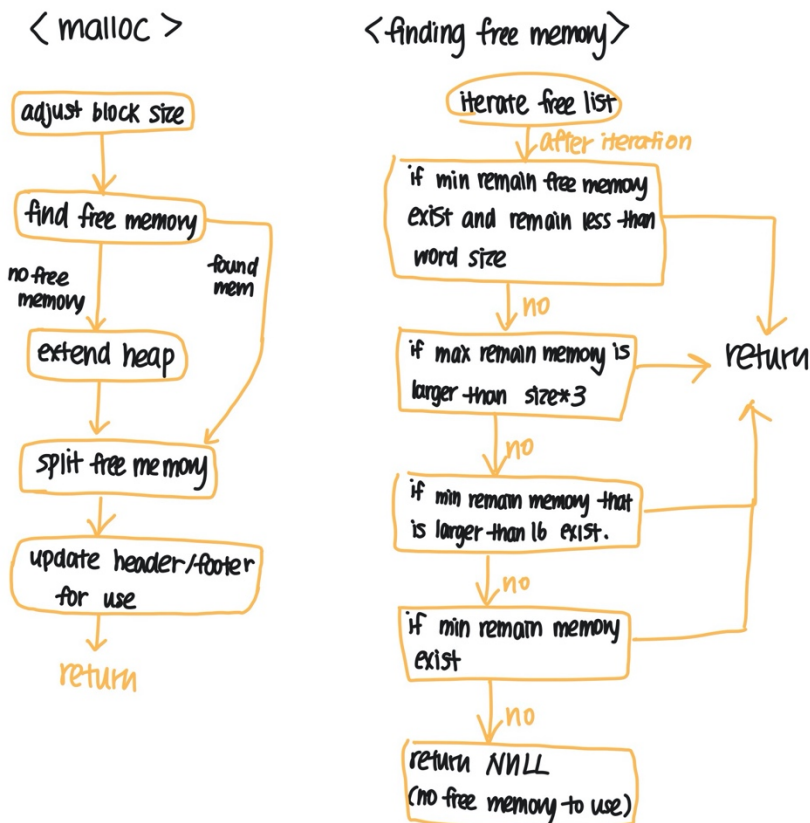 <malloc>
adjust block size
find free memory
no free
memory
found
mem
extend heap
split free memory
update header/footer
for use
return
<finding free memory>
iterate free list
after iteration
if min remain free memory
exist and remain less than
word size
no
return
if max remain memory is
larger than size*3
no
if min remain memory that
is larger than 16 exist.
no
if min remain memory
exist
no
return NULL
(no free memory to use)